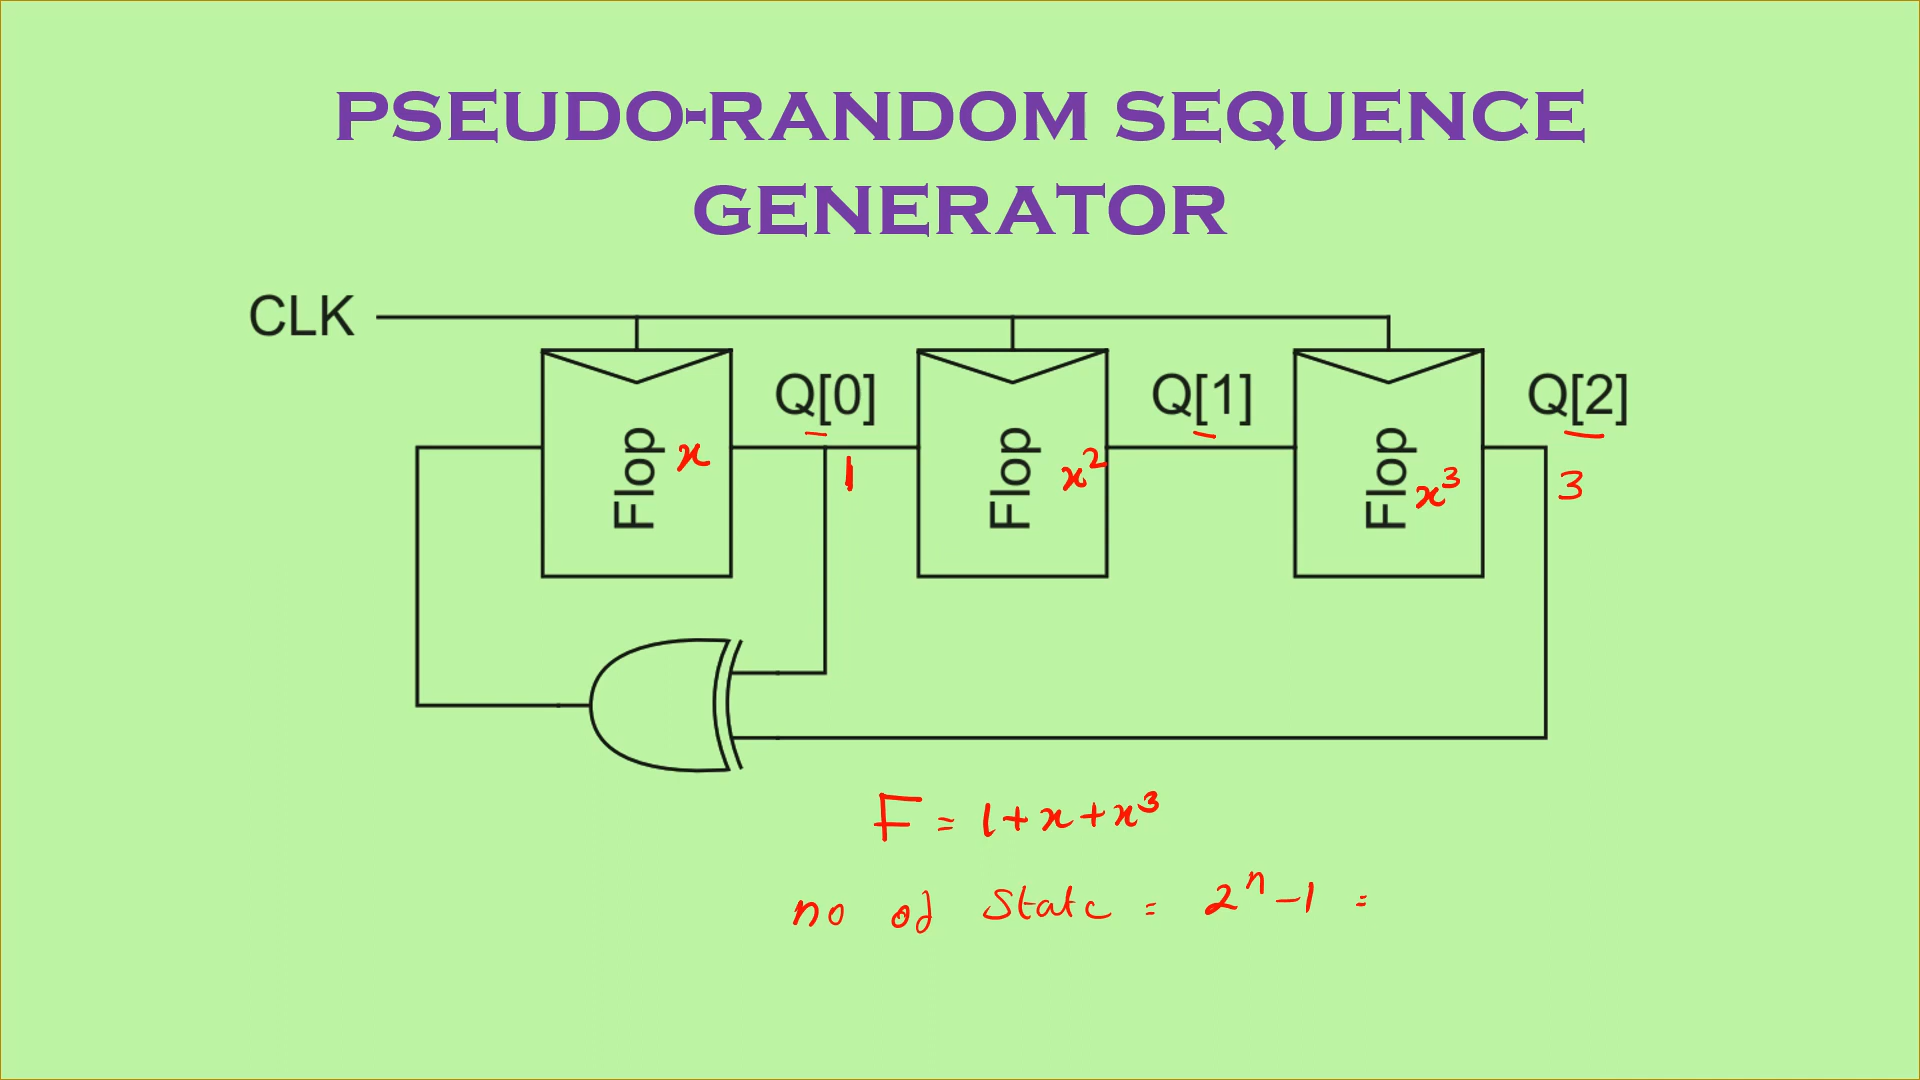 PSEUDO-RANDOM SEQUENCE
GENERATOR
CLK
Q[0] Q[1] Q[2]
Flop x 1 Flop x² Flop x³ 3
F = 1+x+x³
no of State = 2ⁿ-1 =